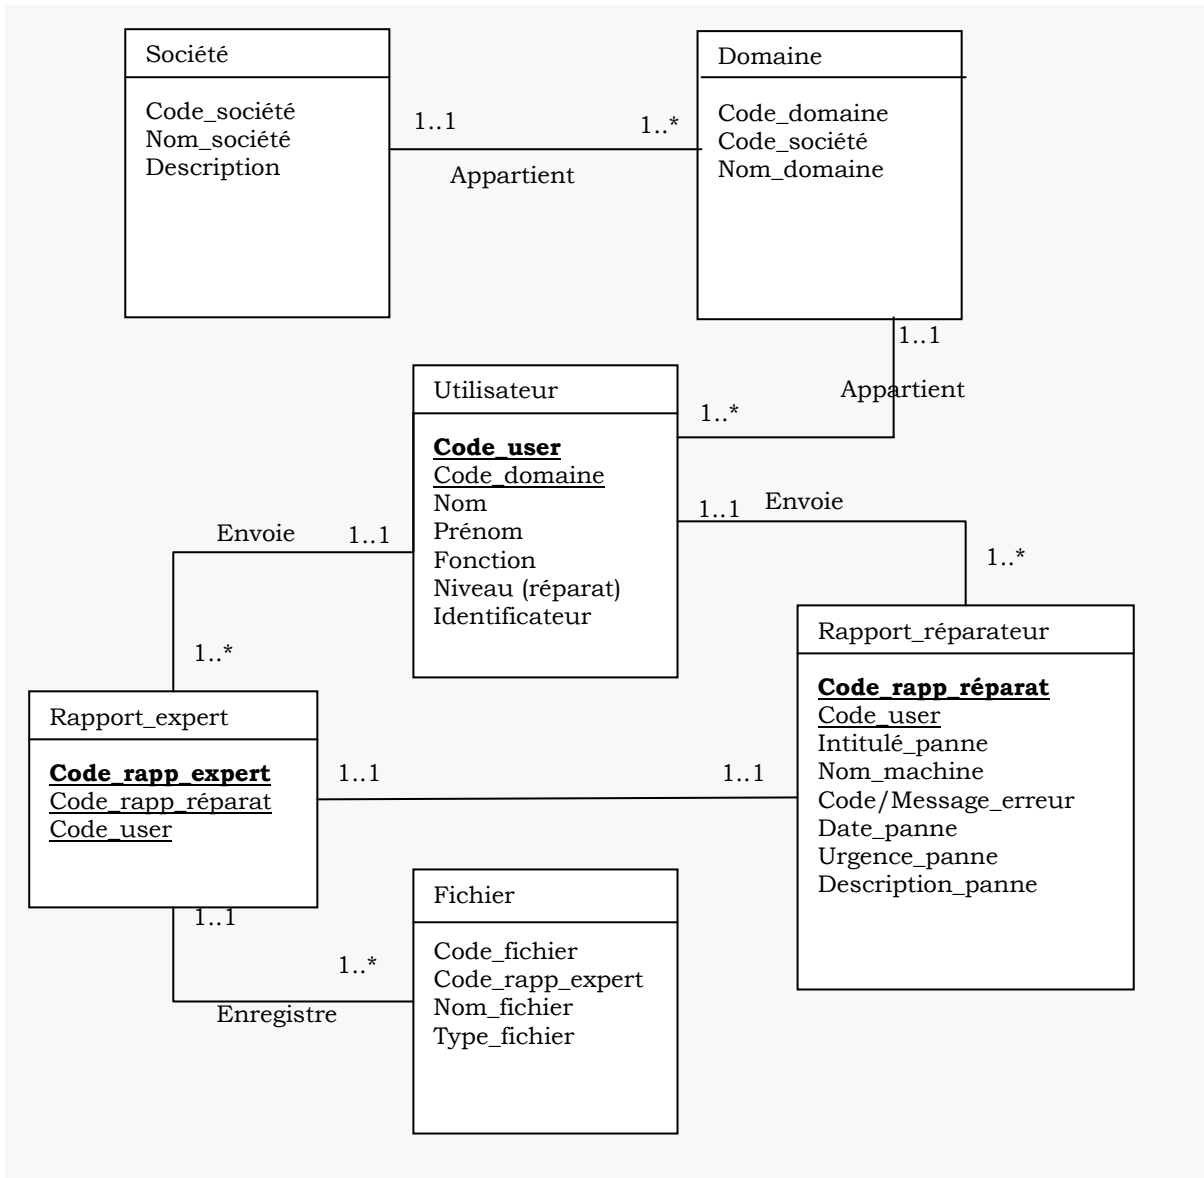 Société
Code_société
Nom_société
Description
1..1
1..*
Appartient
Domaine
Code_domaine
Code_société
Nom_domaine
1..1
Appartient
1..*
Utilisateur
Code_user
Code_domaine
Nom
Prénom
Fonction
Niveau (réparat)
Identificateur
Envoie
1..1
1..*
1..1
Envoie
1..*
Rapport_réparateur
Code_rapp_réparat
Code_user
Intitulé_panne
Nom_machine
Code/Message_erreur
Date_panne
Urgence_panne
Description_panne
Rapport_expert
Code_rapp_expert
Code_rapp_réparat
Code_user
1..1
1..1
1..1
1..*
Enregistre
Fichier
Code_fichier
Code_rapp_expert
Nom_fichier
Type_fichier